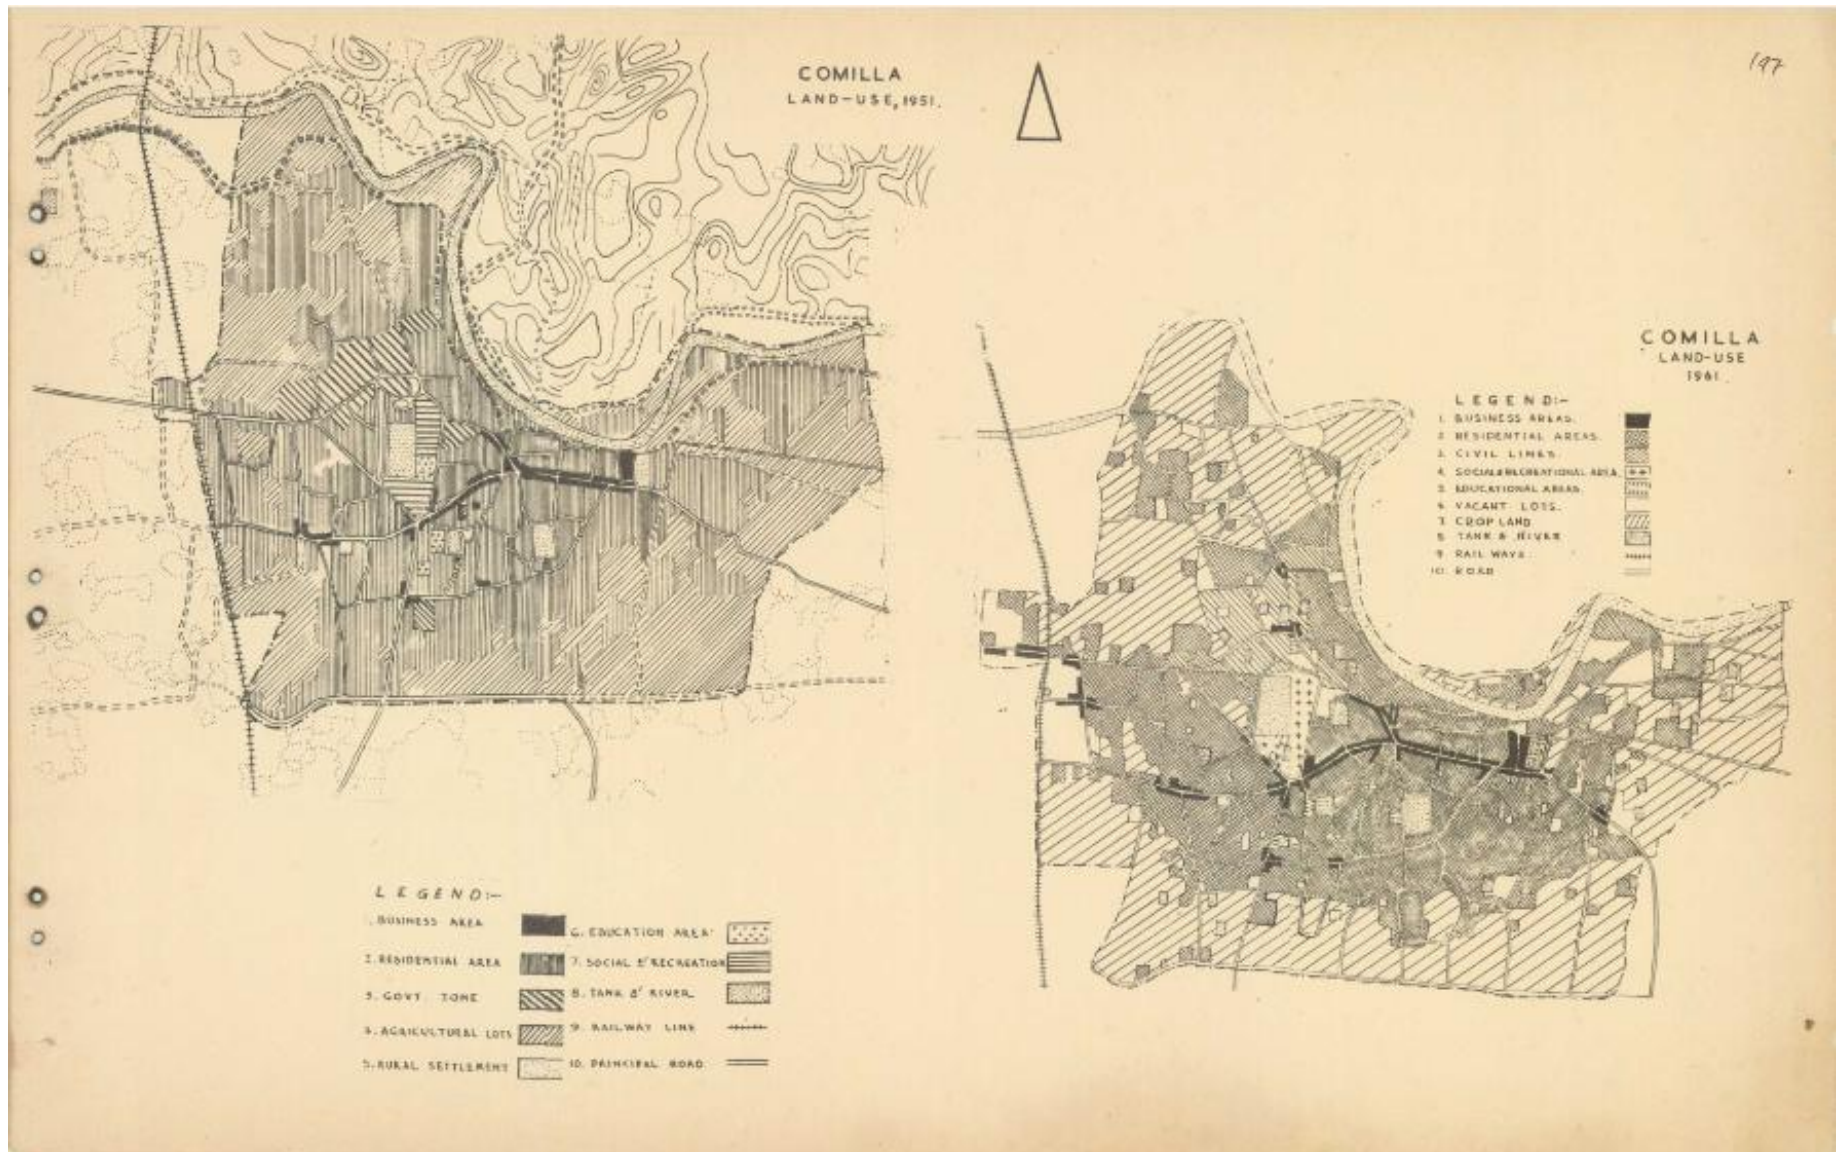 197
COMILLA
LAND-USE, 1951.
COMILLA
LAND-USE
1961.
LEGEND:-
1. BUSINESS AREAS.
2. RESIDENTIAL AREAS.
3. CIVIL LINES.
4. SOCIAL & RECREATIONAL AREA.
5. EDUCATIONAL AREAS.
6. VACANT LOTS.
7. CROP LAND
8. TANK & RIVER
9. RAIL WAYS.
10. ROAD
LEGEND:-
1. BUSINESS AREA
2. RESIDENTIAL AREA
3. GOVT. ZONE
4. AGRICULTURAL LOTS
5. RURAL SETTLEMENT
6. EDUCATION AREA
7. SOCIAL & RECREATION
8. TANK & RIVER
9. RAILWAY LINE
10. PRINCIPAL ROAD